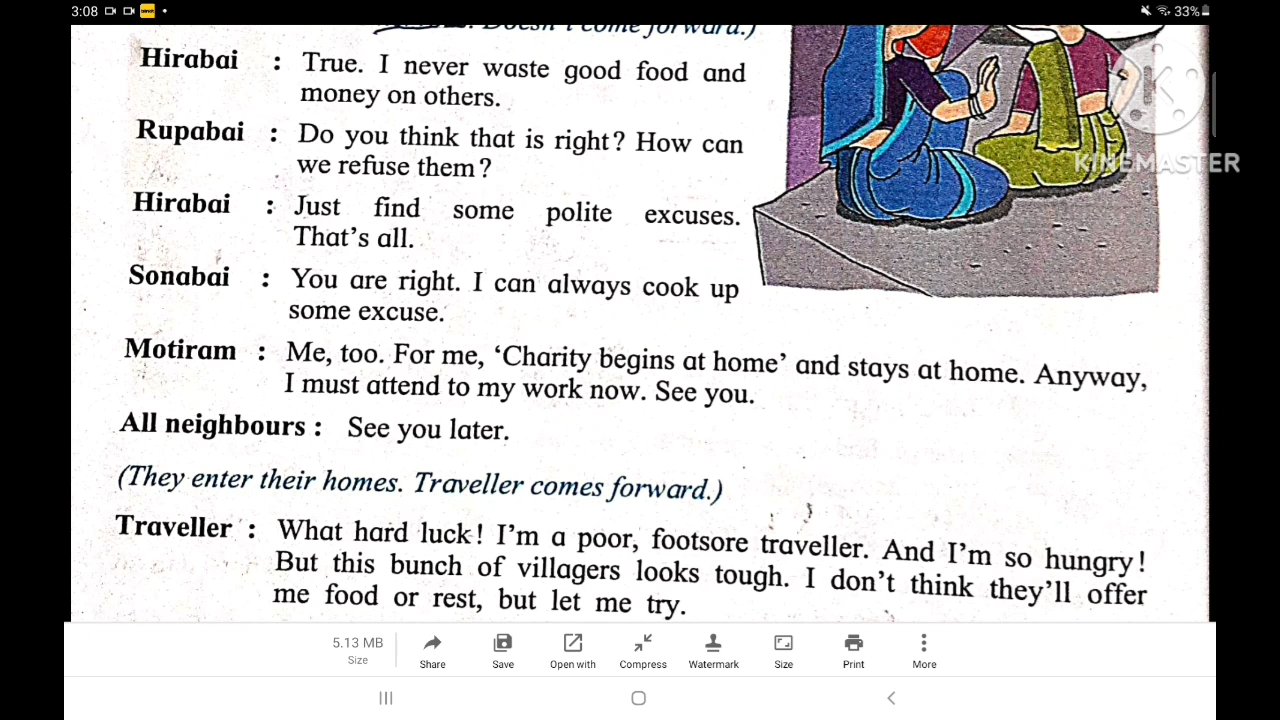 3:08
33%
Doesn't come forward.)
Hirabai : True. I never waste good food and
money on others.
Rupabai : Do you think that is right? How can
we refuse them?
Hirabai : Just find some polite excuses.
That's all.
Sonabai : You are right. I can always cook up
some excuse.
Motiram : Me, too. For me, ‘Charity begins at home’ and stays at home. Anyway,
I must attend to my work now. See you.
All neighbours : See you later.
(They enter their homes. Traveller comes forward.)
Traveller : What hard luck! I'm a poor, footsore traveller. And I'm so hungry!
But this bunch of villagers looks tough. I don't think they'll offer
me food or rest, but let me try.
KINEMASTER
5.13 MB
Size
Share
Save
Open with
Compress
Watermark
Size
Print
More